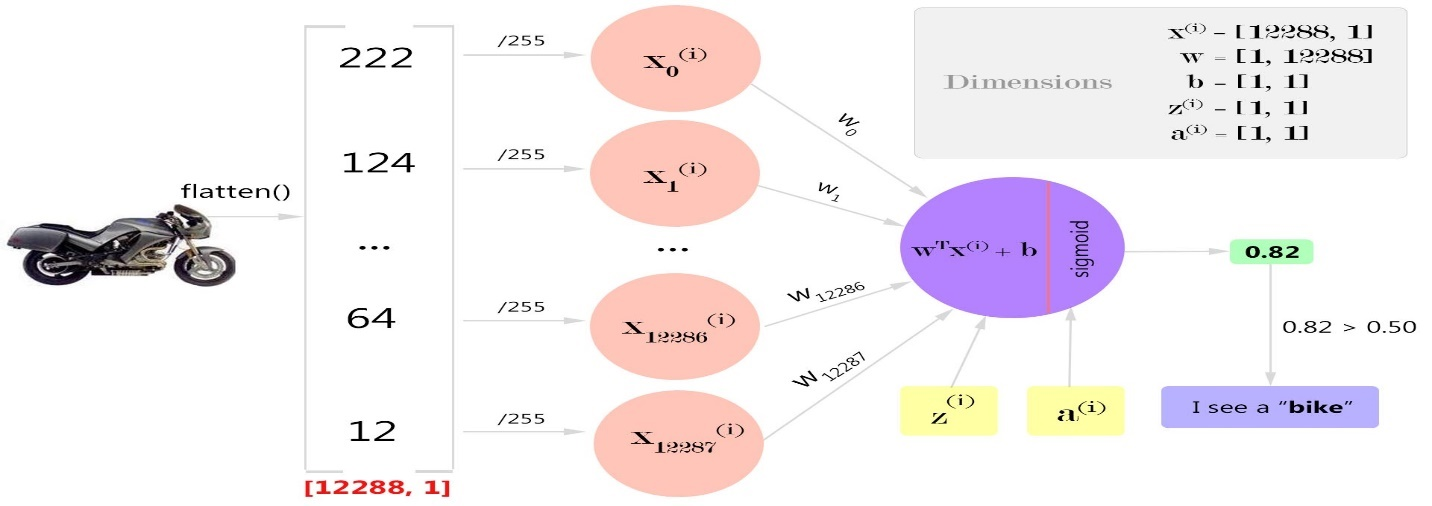 flatten()
222
124
...
64
12
[12288, 1]
/255
/255
/255
/255
x₀⁽ⁱ⁾
x₁⁽ⁱ⁾
...
x₁₂₂₈₆⁽ⁱ⁾
x₁₂₂₈₇⁽ⁱ⁾
w₀
w₁
w₁₂₂₈₆
w₁₂₂₈₇
wᵀx⁽ⁱ⁾ + b
sigmoid
z⁽ⁱ⁾
a⁽ⁱ⁾
Dimensions
x⁽ⁱ⁾ - [12288, 1]
w - [1, 12288]
b - [1, 1]
z⁽ⁱ⁾ - [1, 1]
a⁽ⁱ⁾ - [1, 1]
0.82
0.82 > 0.50
I see a "bike"